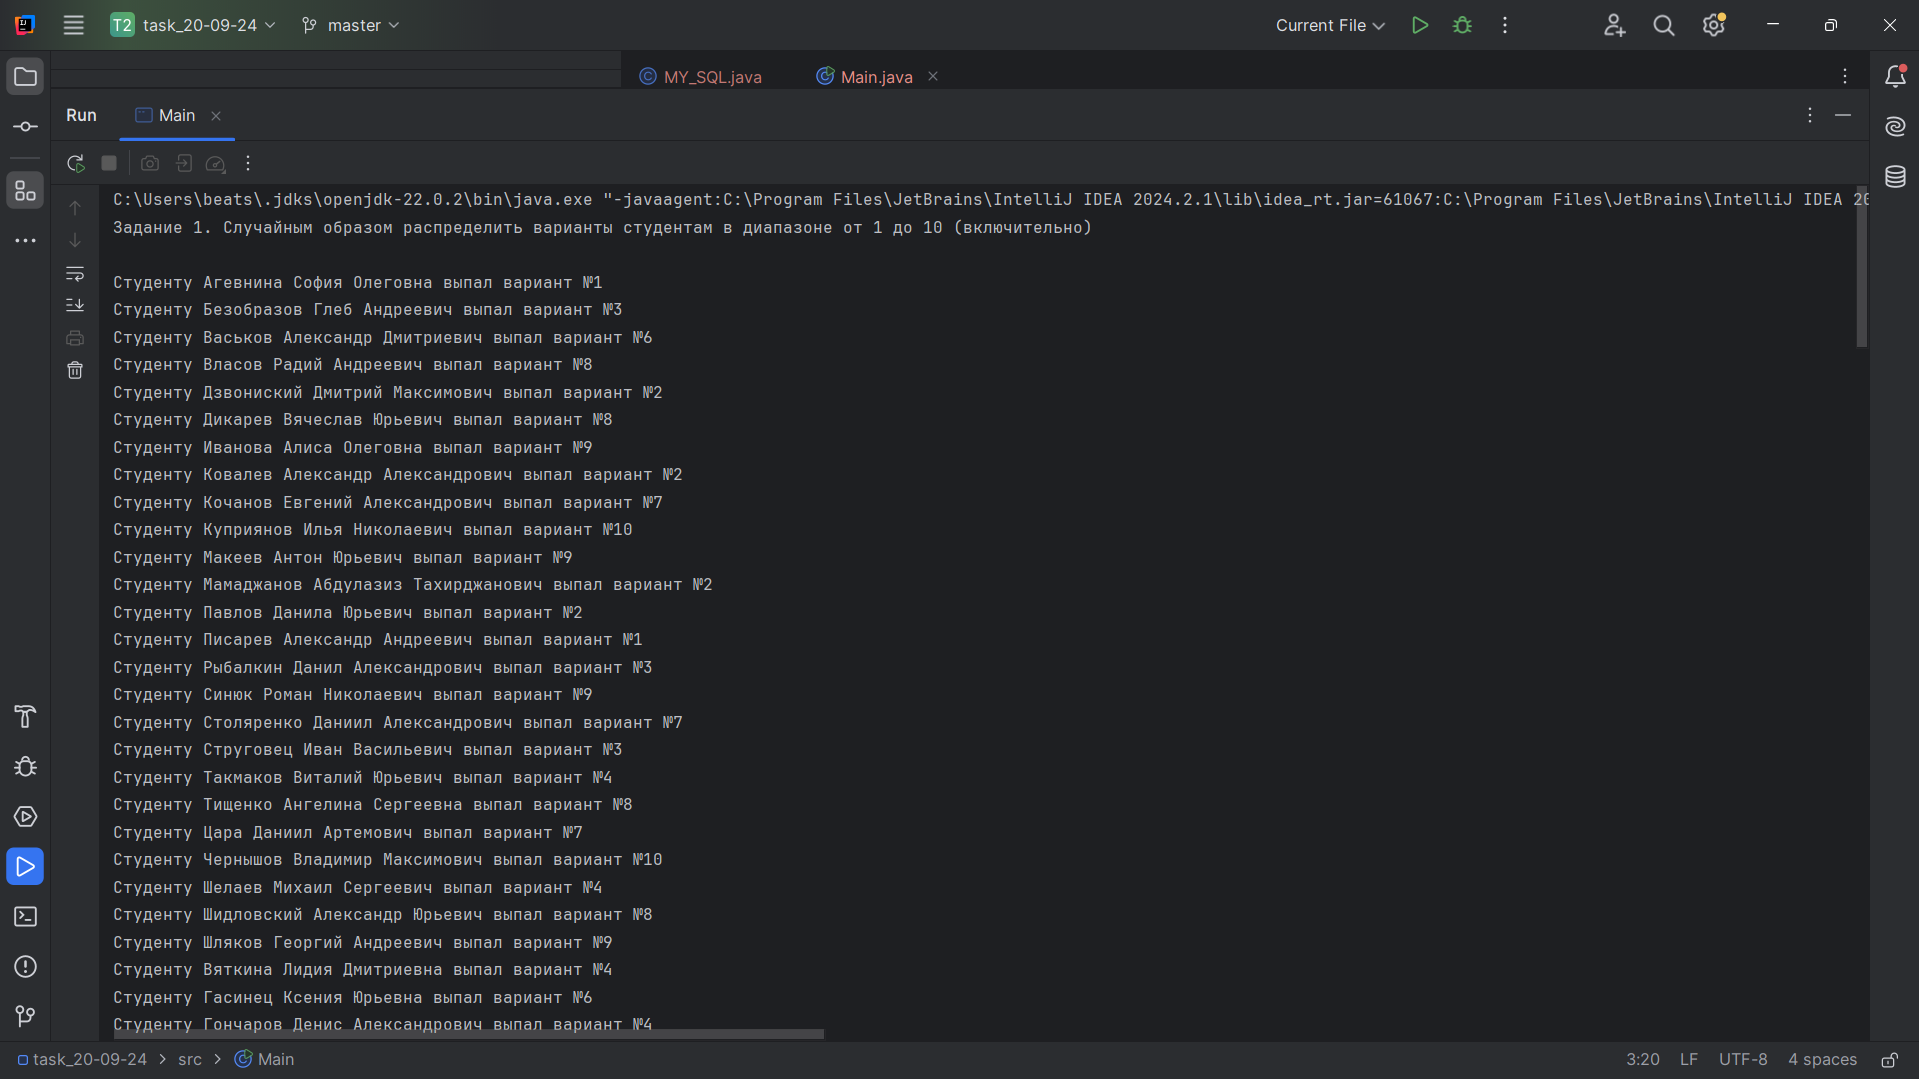 T2 task_20-09-24 master Current File
MY_SQL.java Main.java
Run Main
C:\Users\beats\.jdks\openjdk-22.0.2\bin\java.exe "-javaagent:C:\Program Files\JetBrains\IntelliJ IDEA 2024.2.1\lib\idea_rt.jar=61067:C:\Program Files\JetBrains\IntelliJ IDEA 20
Задание 1. Случайным образом распределить варианты студентам в диапазоне от 1 до 10 (включительно)
Студенту Агевнина София Олеговна выпал вариант №1
Студенту Безобразов Глеб Андреевич выпал вариант №3
Студенту Васьков Александр Дмитриевич выпал вариант №6
Студенту Власов Радий Андреевич выпал вариант №8
Студенту Дзвониский Дмитрий Максимович выпал вариант №2
Студенту Дикарев Вячеслав Юрьевич выпал вариант №8
Студенту Иванова Алиса Олеговна выпал вариант №9
Студенту Ковалев Александр Александрович выпал вариант №2
Студенту Кочанов Евгений Александрович выпал вариант №7
Студенту Куприянов Илья Николаевич выпал вариант №10
Студенту Макеев Антон Юрьевич выпал вариант №9
Студенту Мамаджанов Абдулазиз Тахирджанович выпал вариант №2
Студенту Павлов Данила Юрьевич выпал вариант №2
Студенту Писарев Александр Андреевич выпал вариант №1
Студенту Рыбалкин Данил Александрович выпал вариант №3
Студенту Синюк Роман Николаевич выпал вариант №9
Студенту Столяренко Даниил Александрович выпал вариант №7
Студенту Струговец Иван Васильевич выпал вариант №3
Студенту Такмаков Виталий Юрьевич выпал вариант №4
Студенту Тищенко Ангелина Сергеевна выпал вариант №8
Студенту Цара Даниил Артемович выпал вариант №7
Студенту Чернышов Владимир Максимович выпал вариант №10
Студенту Шелаев Михаил Сергеевич выпал вариант №4
Студенту Шидловский Александр Юрьевич выпал вариант №8
Студенту Шляков Георгий Андреевич выпал вариант №9
Студенту Вяткина Лидия Дмитриевна выпал вариант №4
Студенту Гасинец Ксения Юрьевна выпал вариант №6
Студенту Гончаров Денис Александрович выпал вариант №4
task_20-09-24 > src > Main 3:20 LF UTF-8 4 spaces